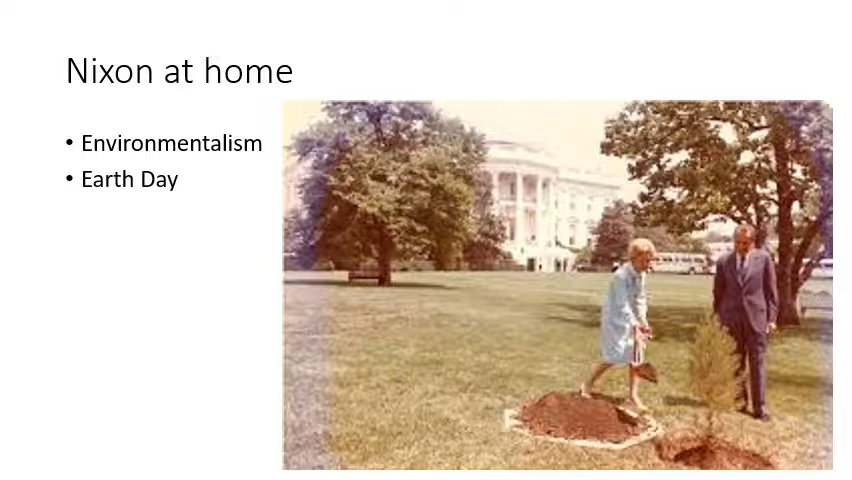 Nixon at home
• Environmentalism
• Earth Day